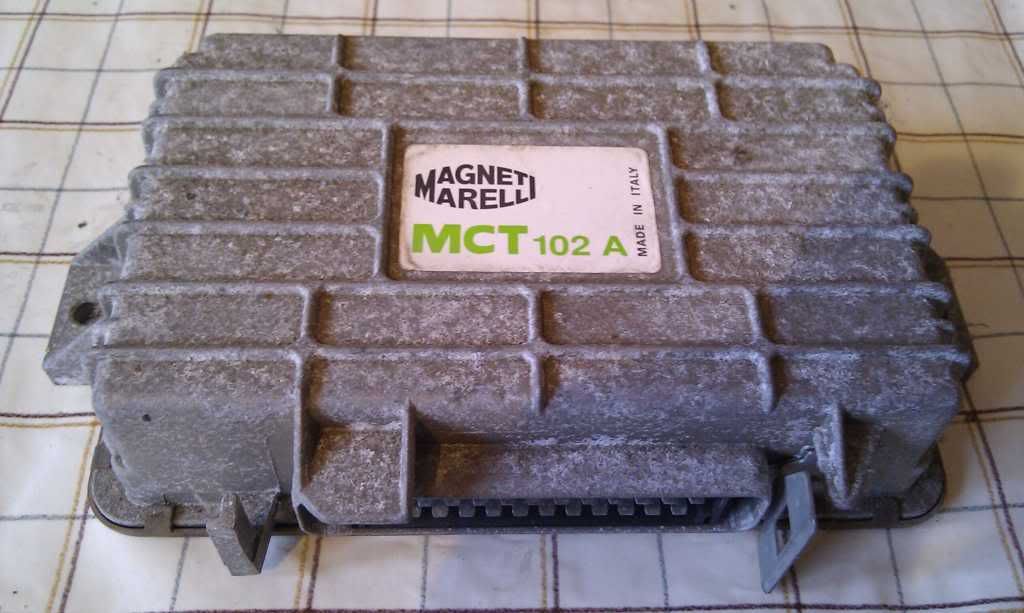 MAGNETI
MARELLI
MCT 102 A
MADE IN ITALY